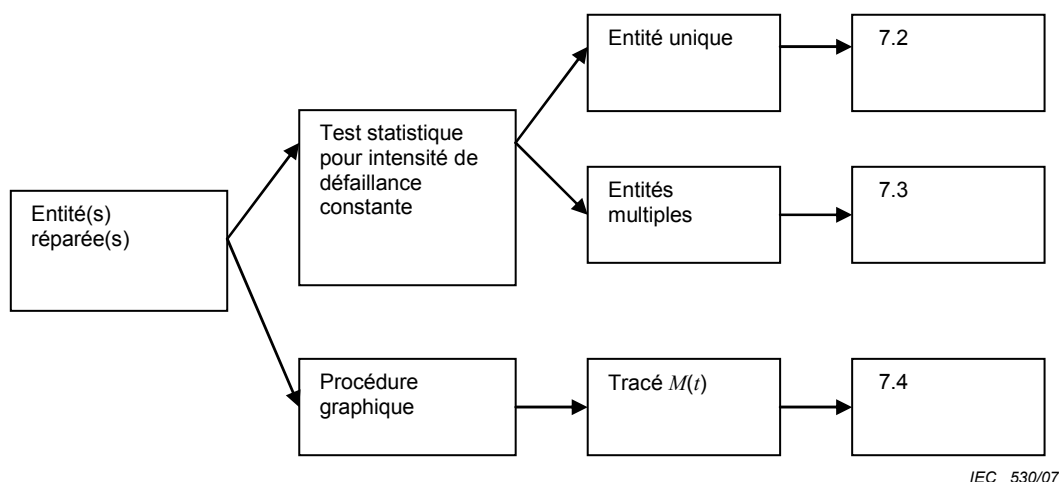 Entité(s)
réparée(s)
Test statistique
pour intensité de
défaillance
constante
Entité unique
7.2
Entités
multiples
7.3
Procédure
graphique
Tracé M(t)
7.4
IEC 530/07